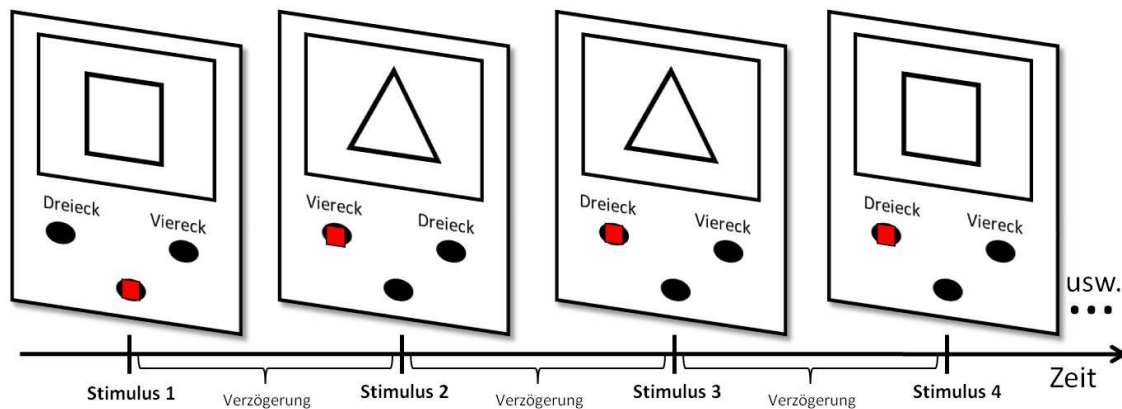 Dreieck
Viereck
Viereck
Dreieck
Dreieck
Viereck
Dreieck
Viereck
usw.
...
Stimulus 1
Verzögerung
Stimulus 2
Verzögerung
Stimulus 3
Verzögerung
Stimulus 4
Zeit